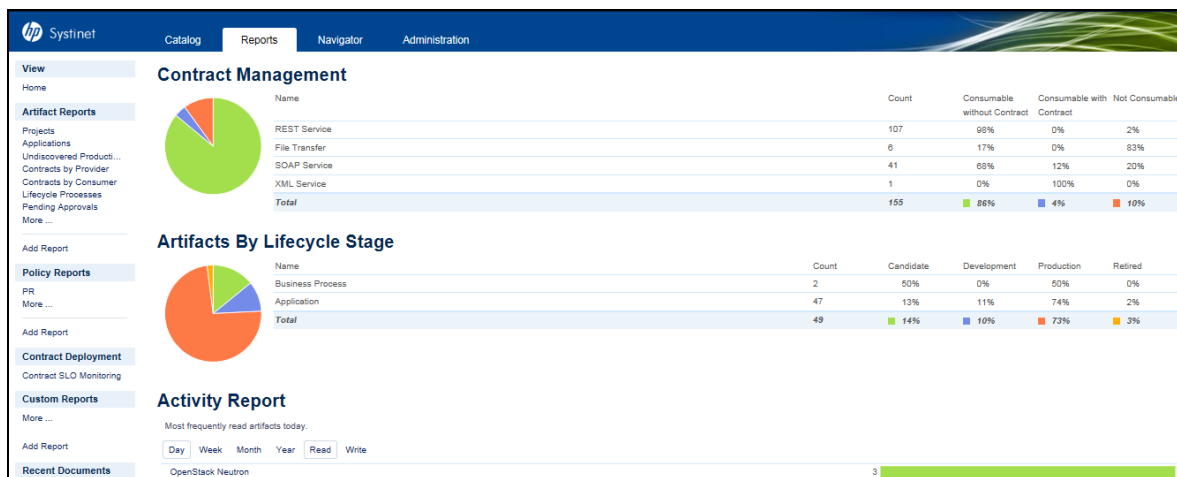 hp Systinet
Catalog Reports Navigator Administration
View
Home
Artifact Reports
Projects
Applications
Undiscovered Producti...
Contracts by Provider
Contracts by Consumer
Lifecycle Processes
Pending Approvals
More ...
Add Report
Policy Reports
PR
More ...
Add Report
Contract Deployment
Contract SLO Monitoring
Custom Reports
More ...
Add Report
Recent Documents
Contract Management
Name Count Consumable without Contract Consumable with Contract Not Consumable
REST Service 107 98% 0% 2%
File Transfer 6 17% 0% 83%
SOAP Service 41 68% 12% 20%
XML Service 1 0% 100% 0%
Total 155 86% 4% 10%
Artifacts By Lifecycle Stage
Name Count Candidate Development Production Retired
Business Process 2 50% 0% 50% 0%
Application 47 13% 11% 74% 2%
Total 49 14% 10% 73% 3%
Activity Report
Most frequently read artifacts today.
Day Week Month Year Read Write
OpenStack Neutron 3